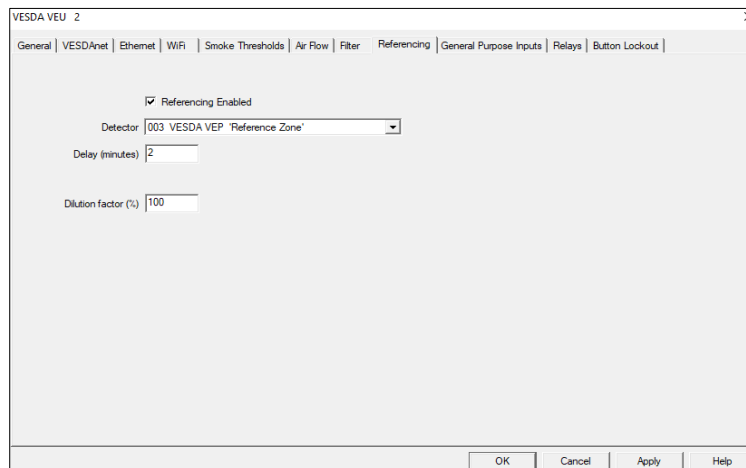 VESDA VEU 2
General VESDAnet Ethernet WiFi Smoke Thresholds Air Flow Filter Referencing General Purpose Inputs Relays Button Lockout
Referencing Enabled
Detector 003 VESDA VEP 'Reference Zone'
Delay (minutes) 2
Dilution factor (%) 100
OK Cancel Apply Help